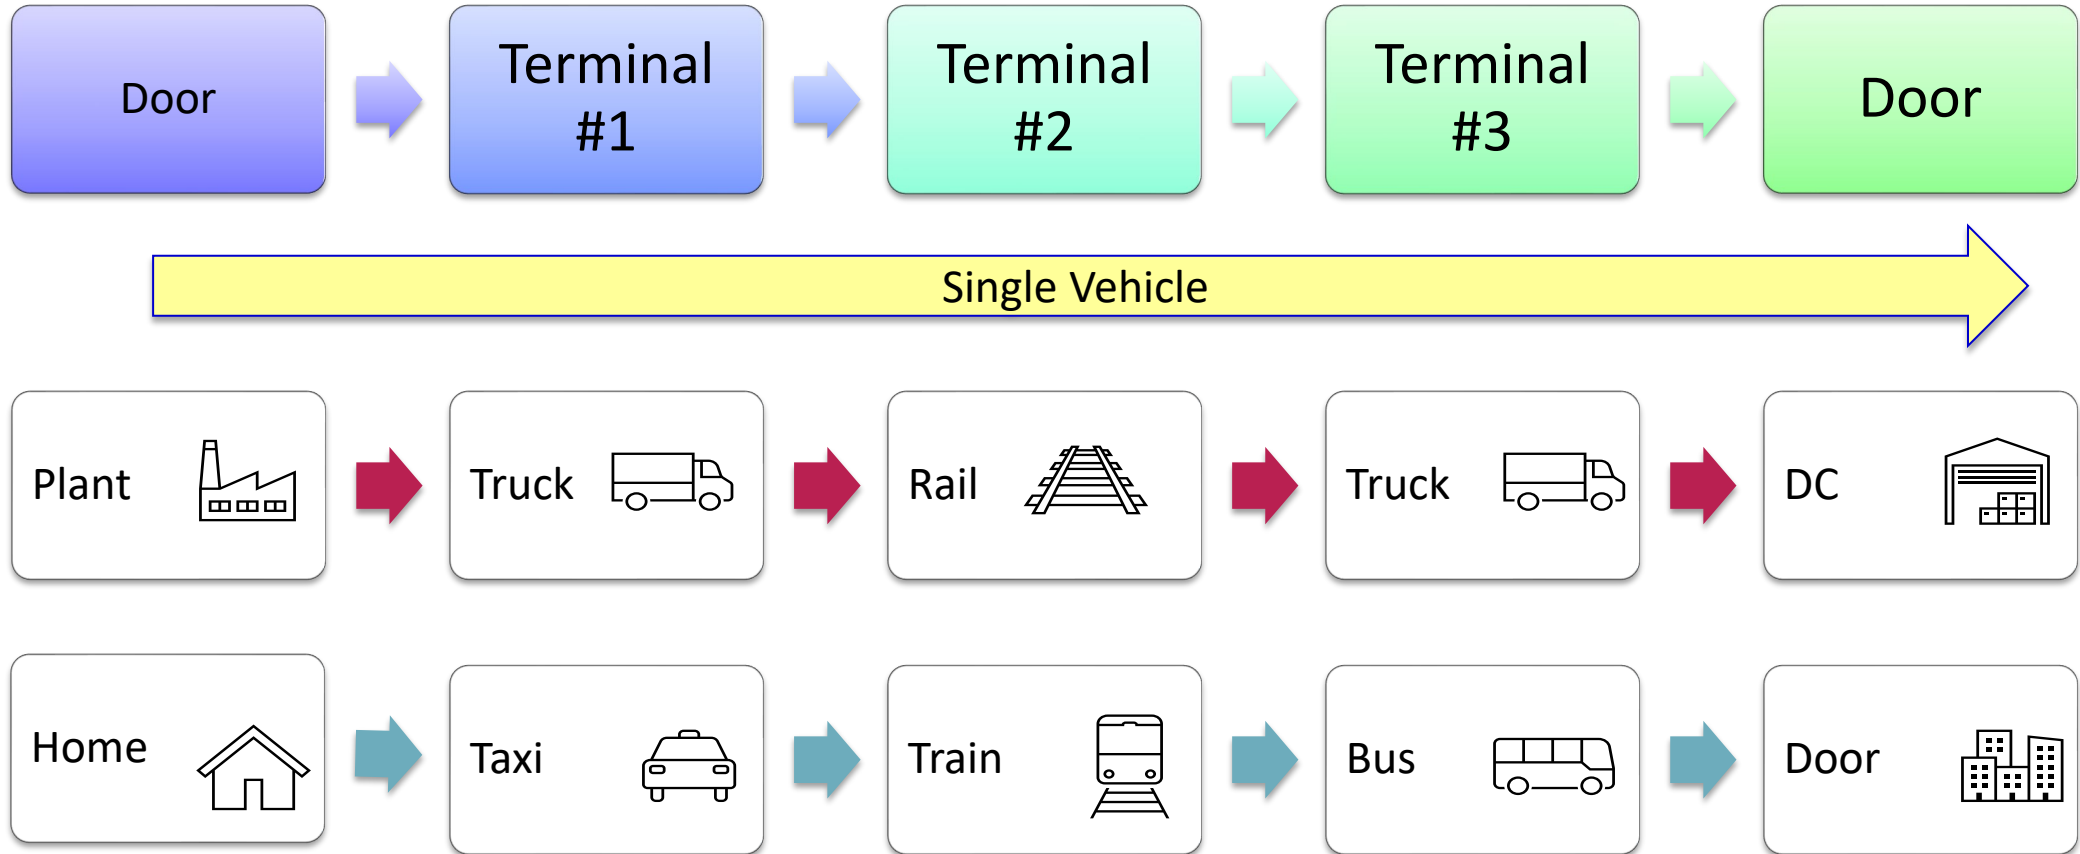 Door
Terminal
#1
Terminal
#2
Terminal
#3
Door
Single Vehicle
Plant
Truck
Rail
Truck
DC
Home
Taxi
Train
Bus
Door